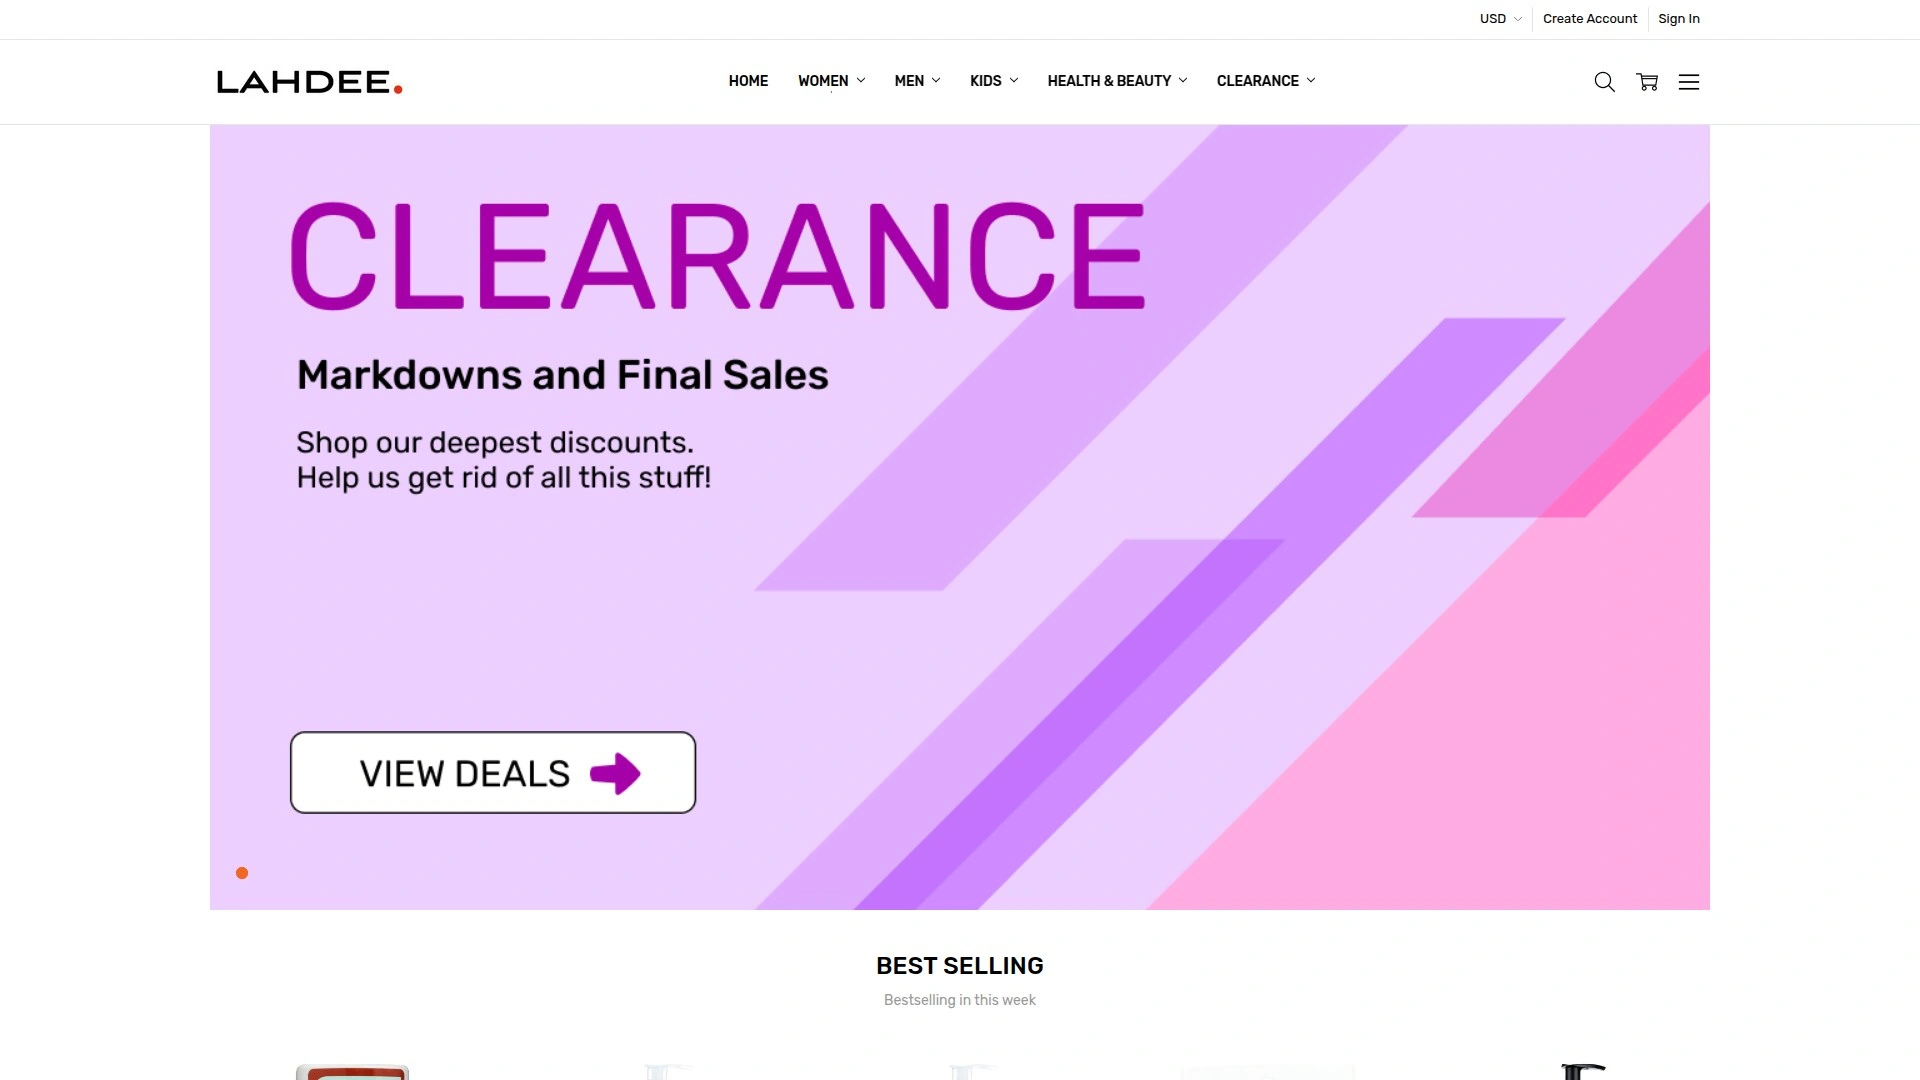 USD
Create Account
Sign In
LAHDEE.
HOME
WOMEN
MEN
KIDS
HEALTH & BEAUTY
CLEARANCE
CLEARANCE
Markdowns and Final Sales
Shop our deepest discounts.
Help us get rid of all this stuff!
VIEW DEALS
BEST SELLING
Bestselling in this week